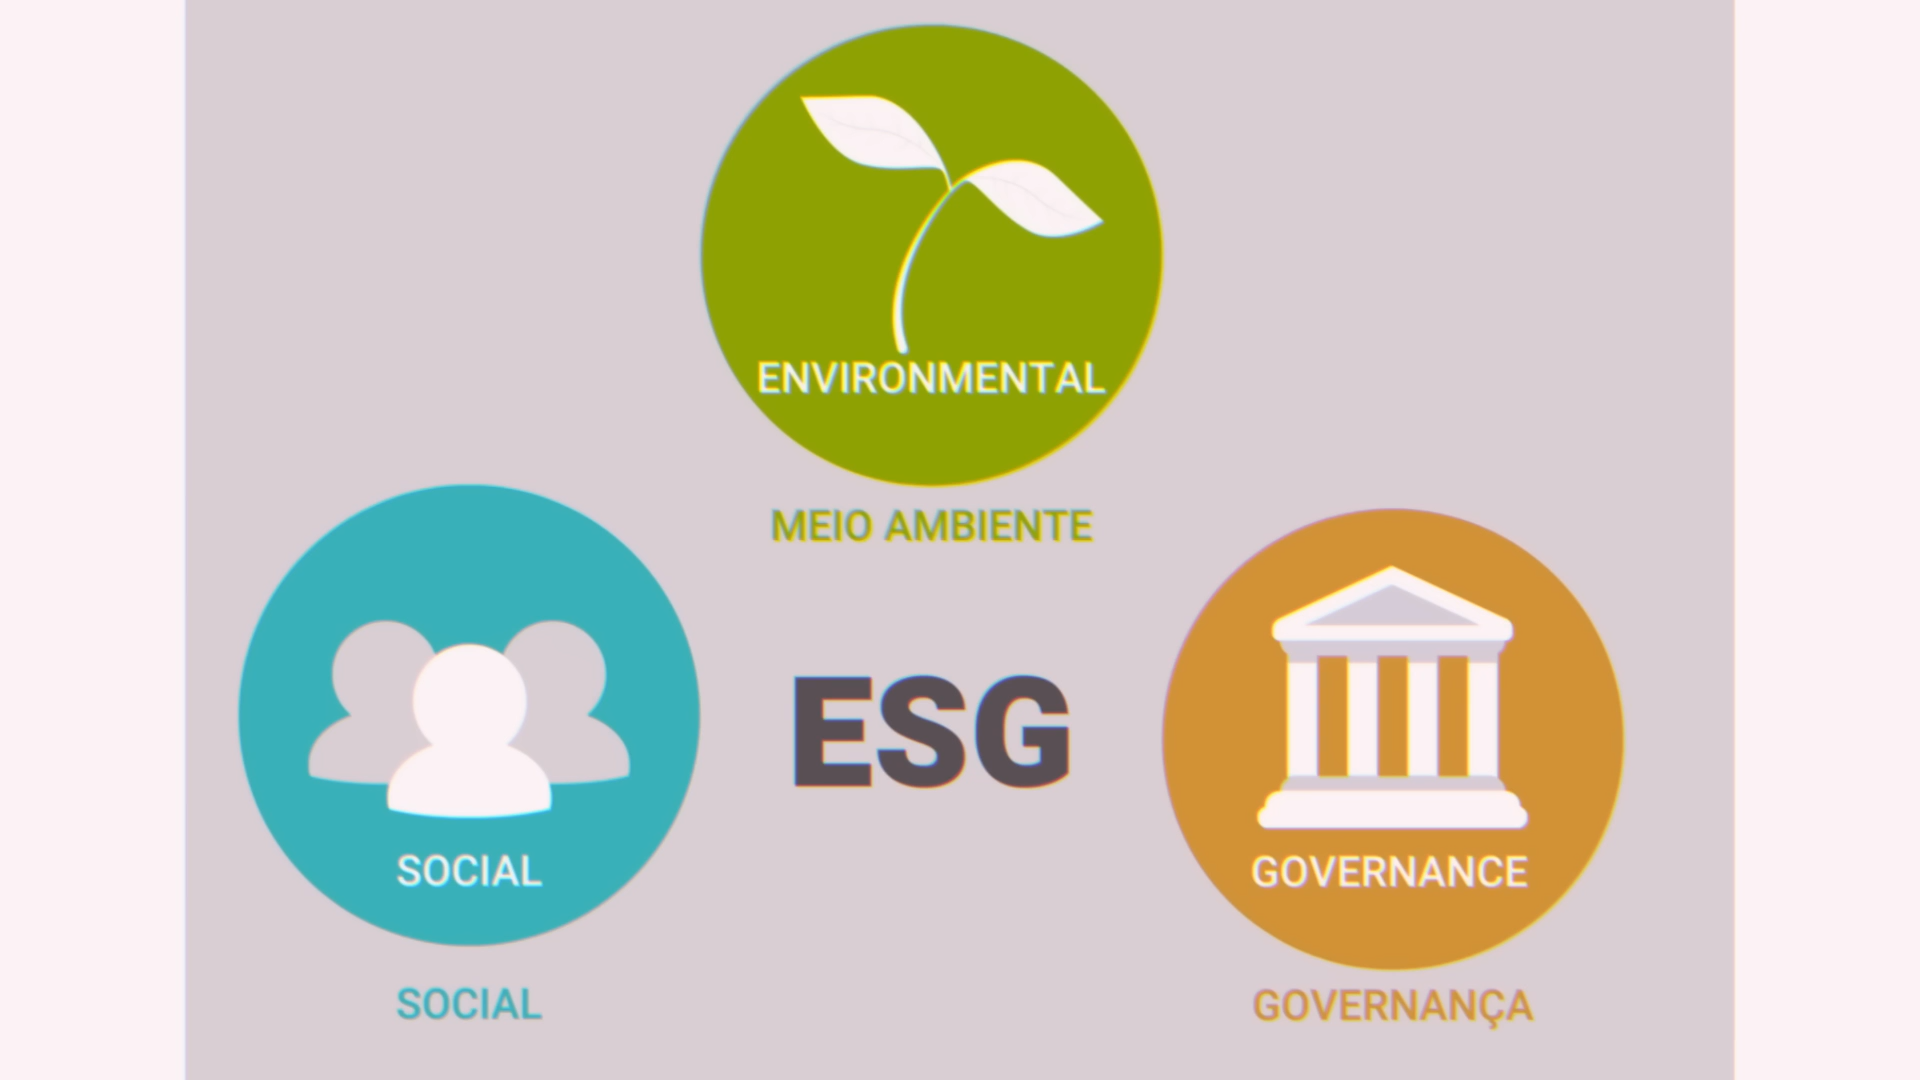 ENVIRONMENTAL
MEIO AMBIENTE
ESG
SOCIAL
SOCIAL
GOVERNANCE
GOVERNANÇA